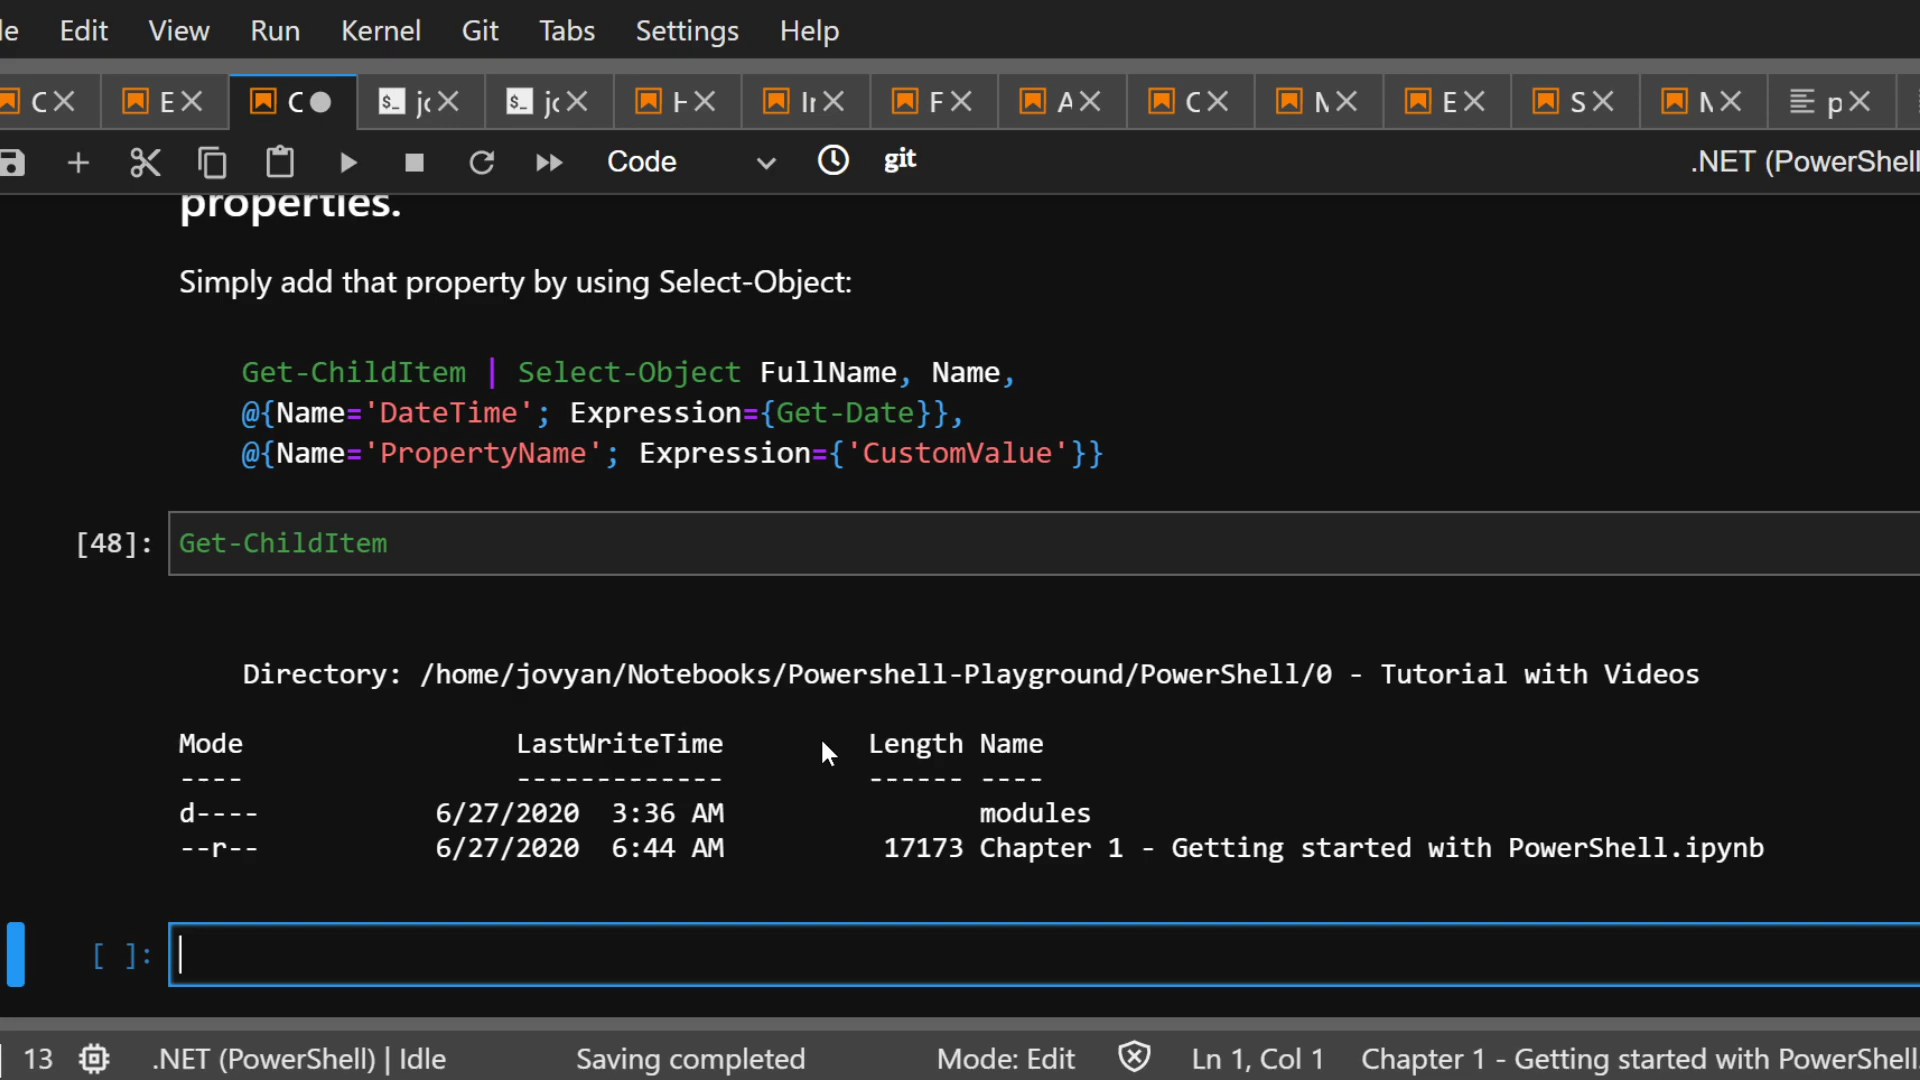 le Edit View Run Kernel Git Tabs Settings Help
C E C jc jc H Ir F A C N E S N p
+ Code git .NET (PowerShell
properties.
Simply add that property by using Select-Object:
Get-ChildItem | Select-Object FullName, Name,
@{Name='DateTime'; Expression={Get-Date}},
@{Name='PropertyName'; Expression={'CustomValue'}}
[48]: Get-ChildItem
Directory: /home/jovyan/Notebooks/Powershell-Playground/PowerShell/0 - Tutorial with Videos
Mode LastWriteTime Length Name
---- ------------- ------ ----
d---- 6/27/2020 3:36 AM modules
--r-- 6/27/2020 6:44 AM 17173 Chapter 1 - Getting started with PowerShell.ipynb
[ ]:
13 .NET (PowerShell) | Idle Saving completed Mode: Edit Ln 1, Col 1 Chapter 1 - Getting started with PowerShell.